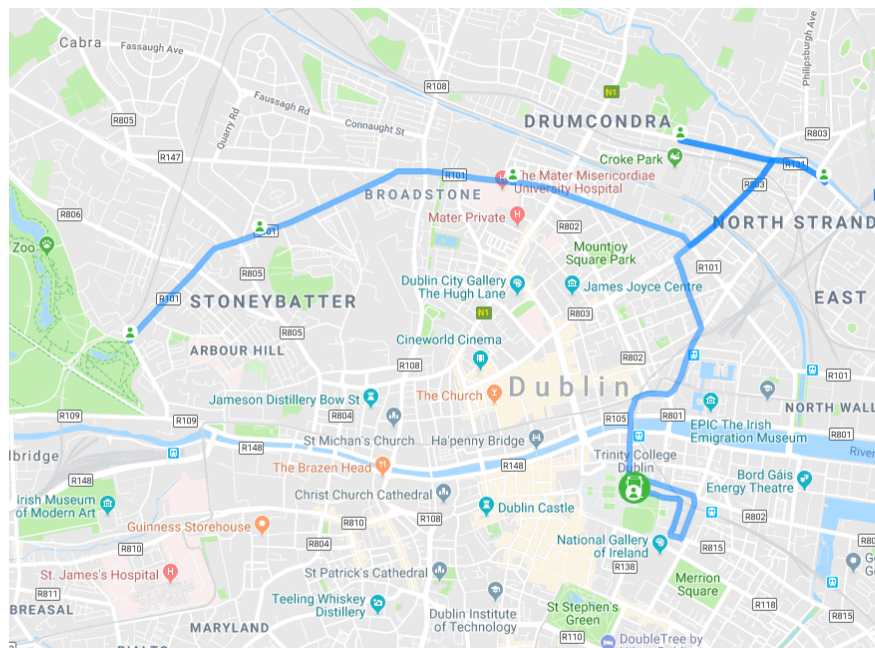 Cabra
Fassaugh Ave
R108
N1
Philipsburgh Av
R805
Quarry Rd
Faussagh Rd
Connaught St
DRUMCONDRA
R803
R147
Croke Park
R131
R101
The Mater Misericordiae
University Hospital
R803
BROADSTONE
R806
Mater Private
R802
NORTH STRAND
Zoo
R101
Mountjoy
Square Park
R805
R101
Dublin City Gallery
The Hugh Lane
James Joyce Centre
R101
STONEYBATTER
EAST
N1
R803
R805
Cineworld Cinema
ARBOUR HILL
R802
R108
R101
Dublin
Jameson Distillery Bow St
The Church
NORTH WALL
R109
R109
R804
R105
R801
EPIC The Irish
Emigration Museum
St Michan's Church
Ha'penny Bridge
R801
lbridge
R148
Trinity College
Dublin
River
R148
The Brazen Head
R148
Bord Gáis
Energy Theatre
Irish Museum
of Modern Art
Christ Church Cathedral
Dublin Castle
R802
Guinness Storehouse
R810
R108
R810
R804
National Gallery
of Ireland
R815
R138
St. James's Hospital
St Patrick's Cathedral
Merrion
Square
R811
Teeling Whiskey
Distillery
Dublin Institute
of Technology
St Stephen's
Green
R118
R815
BREASAL
MARYLAND
R110
DoubleTree by